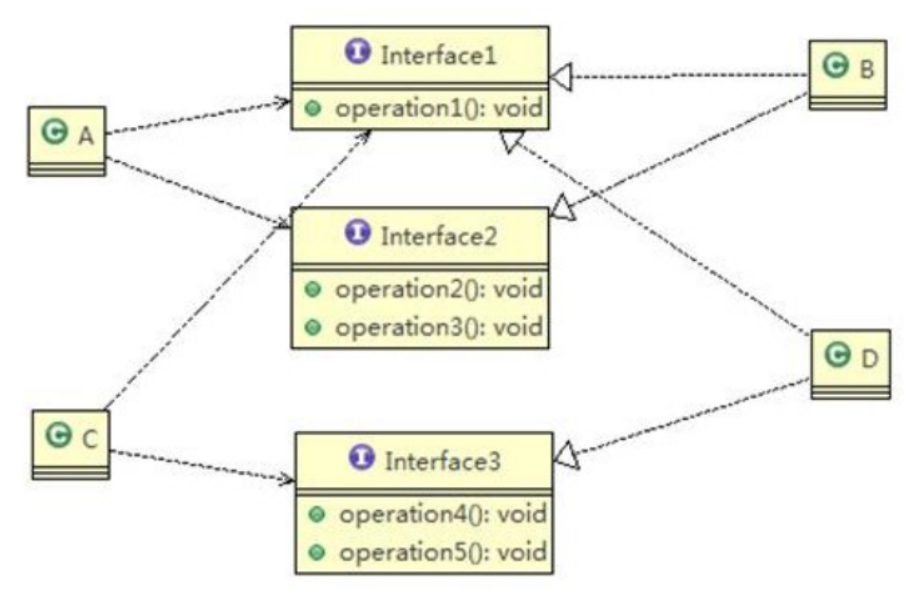 I Interface1
operation1(): void
C A
C B
I Interface2
operation2(): void
operation3(): void
C C
C D
I Interface3
operation4(): void
operation5(): void